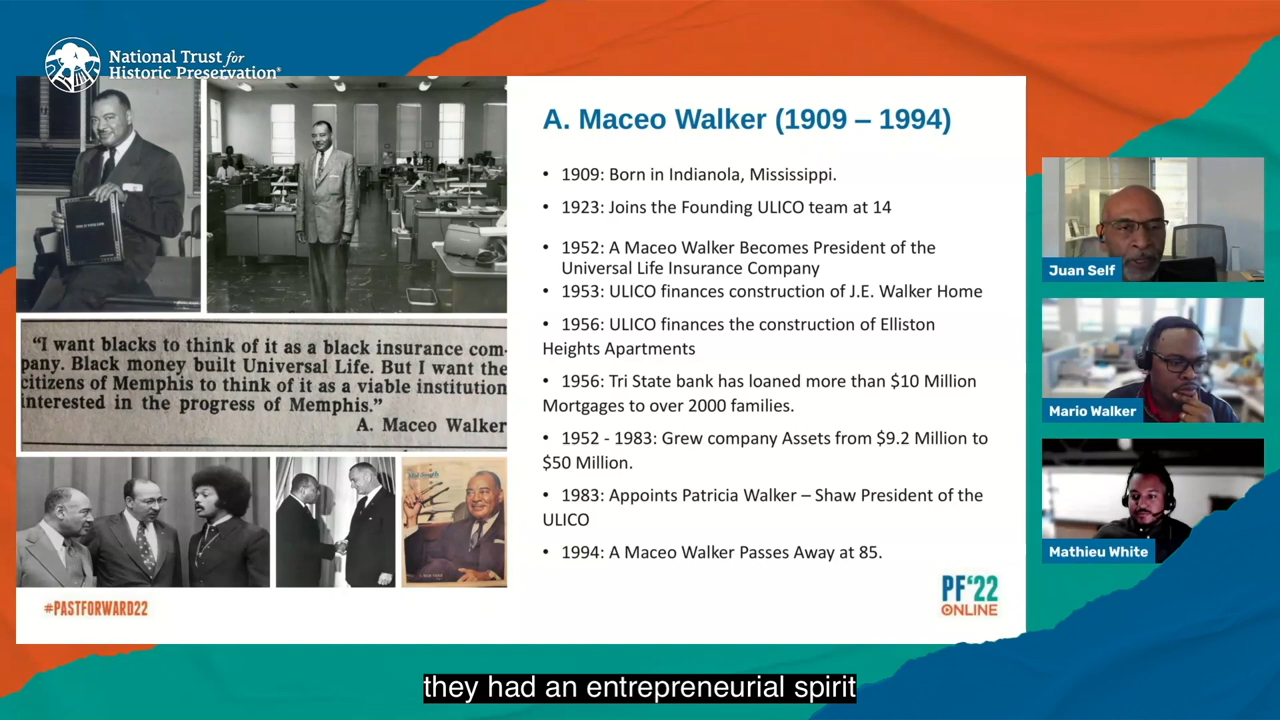 National Trust for
Historic Preservation®
A. Maceo Walker (1909 – 1994)
• 1909: Born in Indianola, Mississippi.
• 1923: Joins the Founding ULICO team at 14
• 1952: A Maceo Walker Becomes President of the
Universal Life Insurance Company
• 1953: ULICO finances construction of J.E. Walker Home
• 1956: ULICO finances the construction of Elliston
Heights Apartments
• 1956: Tri State bank has loaned more than $10 Million
Mortgages to over 2000 families.
• 1952 - 1983: Grew company Assets from $9.2 Million to
$50 Million.
• 1983: Appoints Patricia Walker – Shaw President of the
ULICO
• 1994: A Maceo Walker Passes Away at 85.
"I want blacks to think of it as a black insurance com-
pany. Black money built Universal Life. But I want the
citizens of Memphis to think of it as a viable institution
interested in the progress of Memphis."
A. Maceo Walker
#PASTFORWARD22
PF'22
ONLINE
Juan Self
Mario Walker
Mathieu White
they had an entrepreneurial spirit